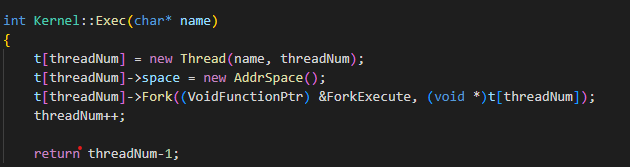 int Kernel::Exec(char* name)
{
    t[threadNum] = new Thread(name, threadNum);
    t[threadNum]->space = new AddrSpace();
    t[threadNum]->Fork((VoidFunctionPtr) &ForkExecute, (void *)t[threadNum]);
    threadNum++;
    return threadNum-1;